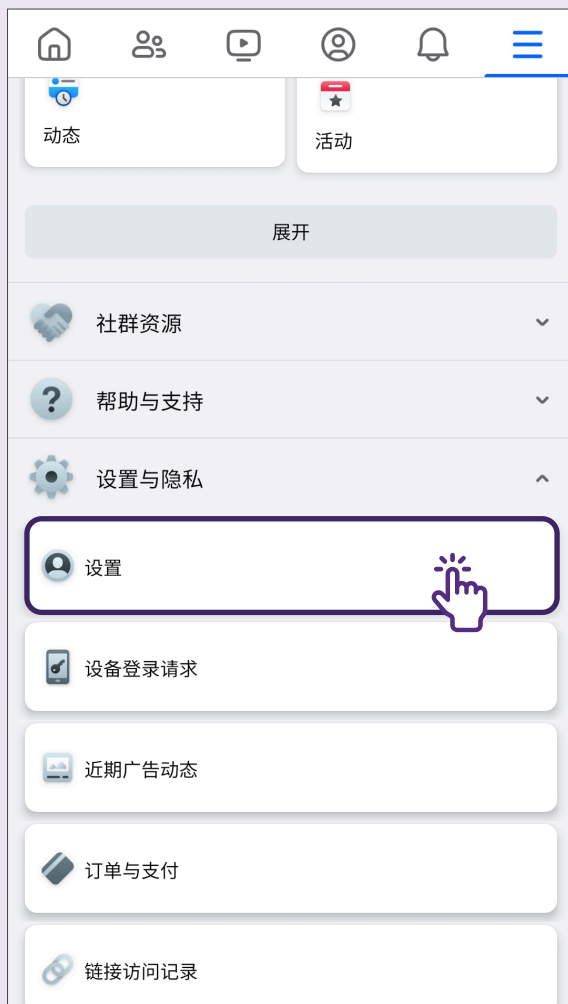 动态
活动
展开
社群资源
帮助与支持
设置与隐私
设置
设备登录请求
近期广告动态
订单与支付
链接访问记录